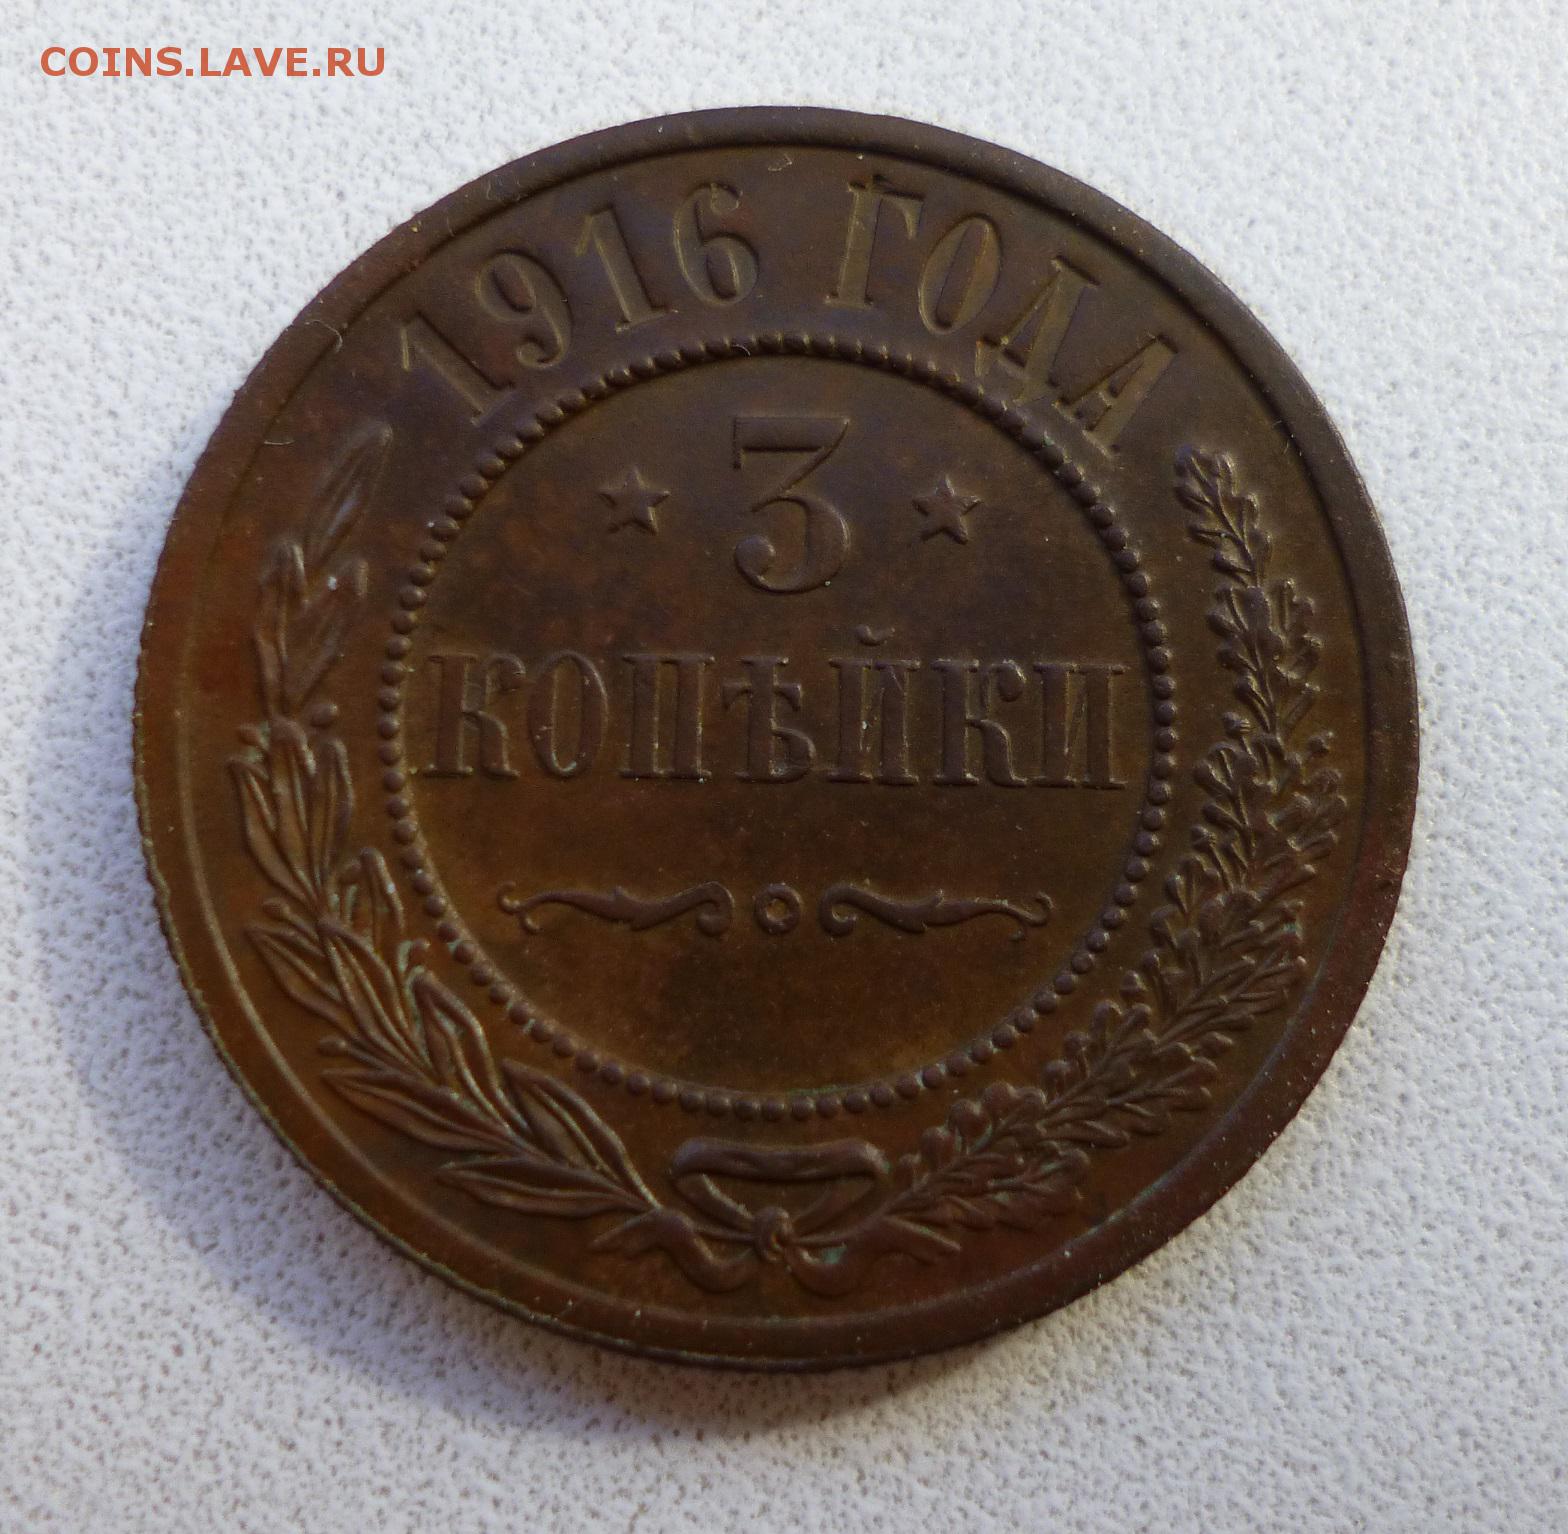 COINS.LAVE.RU
1916 ГОДА
3
КОПѢЙКИ